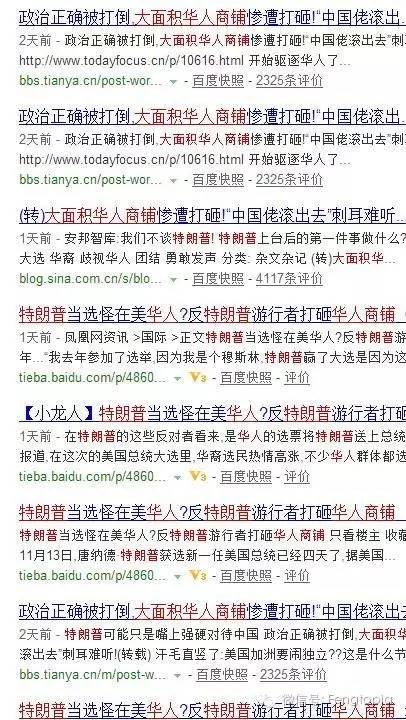 政治正确被打倒,大面积华人商铺惨遭打砸!“中国佬滚出...
2天前 - 政治正确被打倒,大面积华人商铺惨遭打砸!“中国佬滚出去”刺
http://www.todayfocus.cn/p/10616.html 开始驱逐华人了...
bbs.tianya.cn/post-wor... - 百度快照 - 2325条评价
政治正确被打倒,大面积华人商铺惨遭打砸!“中国佬滚出...
2天前 - 政治正确被打倒,大面积华人商铺惨遭打砸!“中国佬滚出去”刺
http://www.todayfocus.cn/p/10616.html 开始驱逐华人了...
bbs.tianya.cn/post-wor... - 百度快照 - 2325条评价
(转)大面积华人商铺惨遭打砸!“中国佬滚出去”刺耳难听...
1天前 - 安邦智库:我们不谈特朗普! 特朗普上台后的第一件事做什么?
大选 华裔 歧视华人 团结 勇敢发声 分类: 杂文杂记 (转)大面积华...
blog.sina.com.cn/s/blo... - 百度快照 - 4117条评价
特朗普当选怪在美华人?反特朗普游行者打砸华人商铺
1天前 - 凤凰网资讯 >国际 >正文特朗普当选怪在美华人?反特朗普游
年...“我去年参加了选举,因为我是个穆斯林,特朗普赢了大选是因为这
tieba.baidu.com/p/4860... V3 - 百度快照 - 评价
【小龙人】特朗普当选怪在美华人?反特朗普游行者打砸
1天前 - 在特朗普的这些反对者看来,是华人的选票将特朗普送上总统
报道,在这次的美国总统大选里,华裔选民热情高涨,不少华人群体都选
tieba.baidu.com/p/4860... V3 - 百度快照 - 评价
特朗普当选怪在美华人?反特朗普游行者打砸华人商铺
特朗普当选怪在美华人?反特朗普游行者打砸华人商铺 只看楼主 收藏
11月13日,唐纳德·特朗普获选新一任美国总统已经四天了,据美国...
tieba.baidu.com/p/4860... V3 - 百度快照 - 评价
政治正确被打倒,大面积华人商铺惨遭打砸!“中国佬滚出
2天前 - 特朗普可能只是嘴上强硬对待中国 政治正确被打倒,大面积华
滚出去”刺耳难听!(转载) 汗毛直竖了:美国加洲要闹独立??这是什么节
bbs.tianya.cn/m/post-w... - 百度快照 - 2325条评价
特朗普当选怪在美华人?反特朗普游行者打砸华人商铺